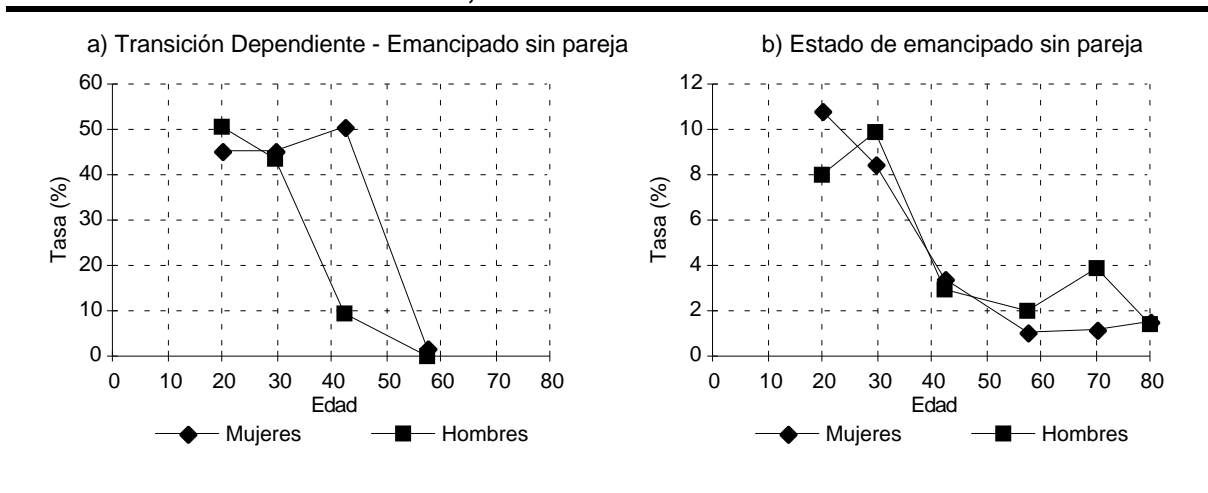 a) Transición Dependiente - Emancipado sin pareja
60
50
40
30
20
10
0
Tasa (%)
0 10 20 30 40 50 60 70 80
Edad
Mujeres Hombres
b) Estado de emancipado sin pareja
12
10
8
6
4
2
0
Tasa (%)
0 10 20 30 40 50 60 70 80
Edad
Mujeres Hombres